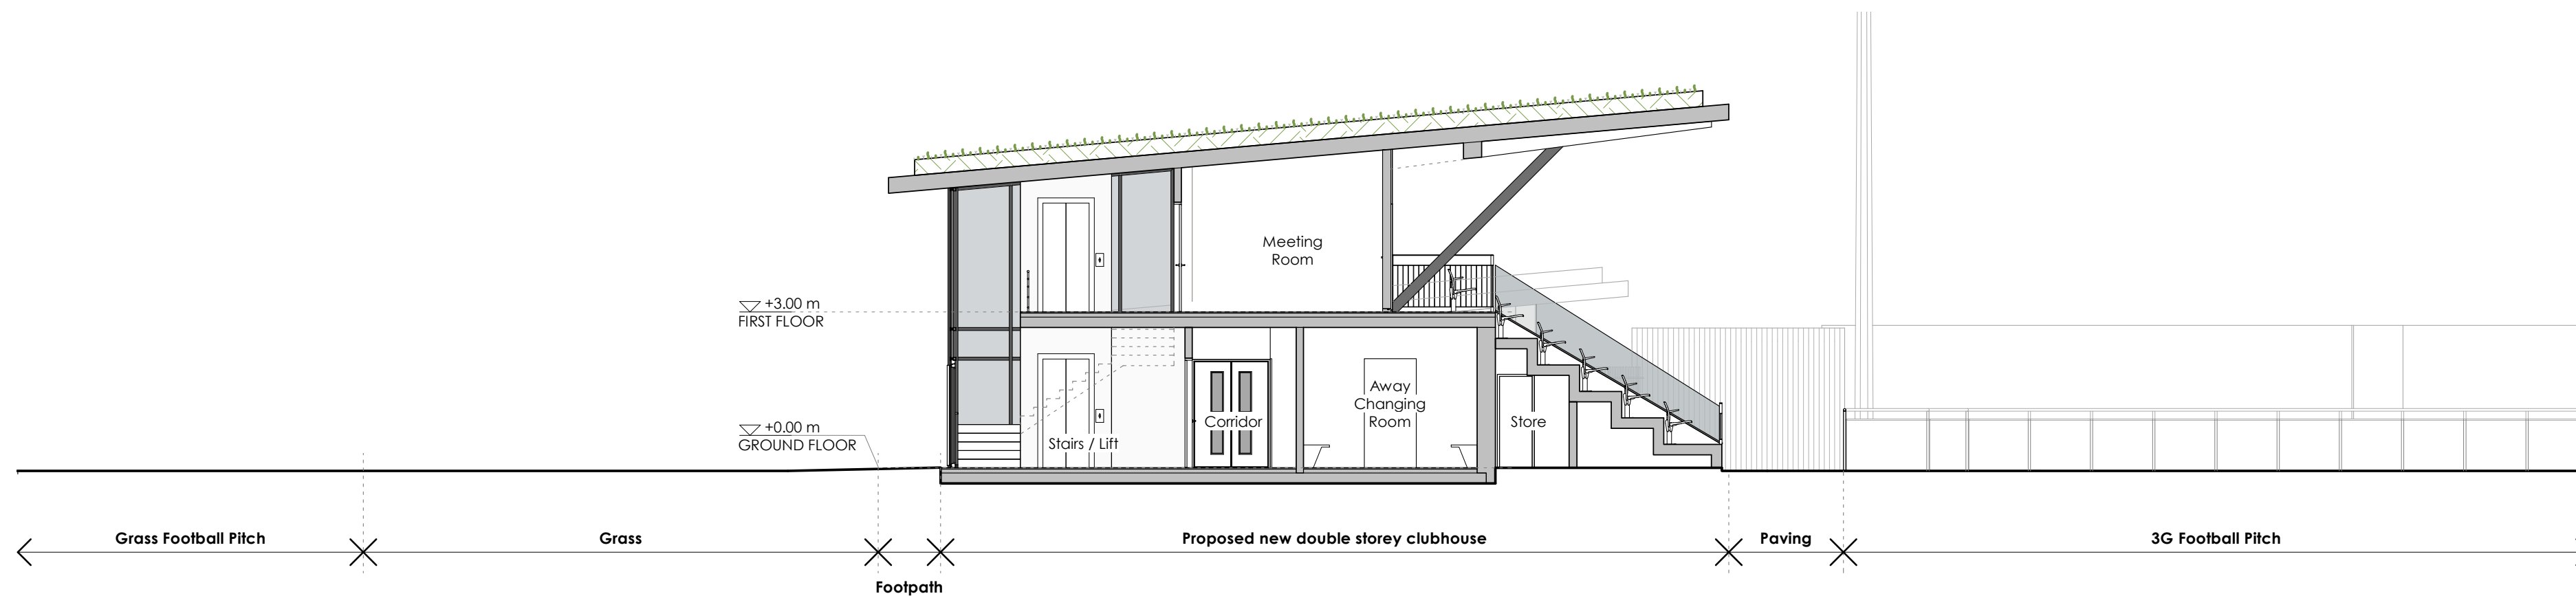 Meeting
Room
+3.00 m
FIRST FLOOR
Away
Changing
Room
Corridor
Store
+0.00 m
GROUND FLOOR
Stairs / Lift
Grass Football Pitch
Grass
Proposed new double storey clubhouse
Paving
3G Football Pitch
Footpath